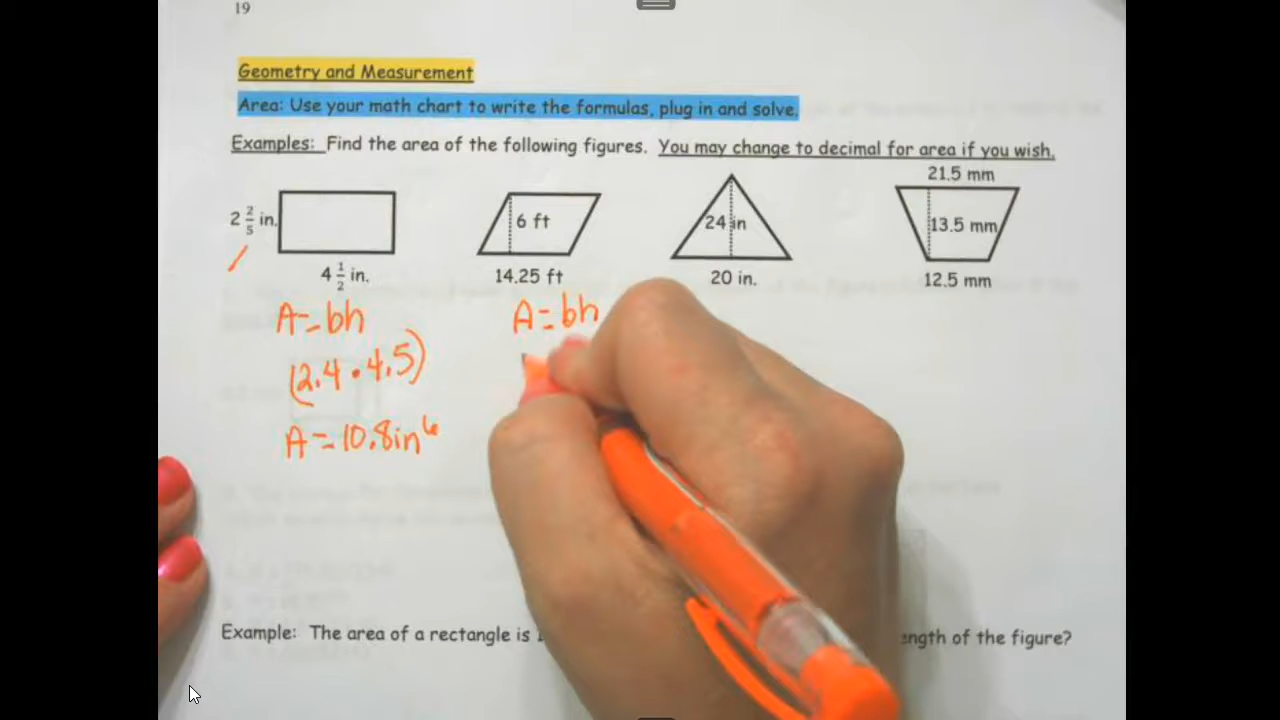 19
Geometry and Measurement
Area: Use your math chart to write the formulas, plug in and solve.
Examples: Find the area of the following figures. You may change to decimal for area if you wish.
2 2/5 in.
6 ft
24 in
21.5 mm
13.5 mm
4 1/2 in.
14.25 ft
20 in.
12.5 mm
A=bh
A=bh
(2.4 • 4.5)
A=10.8in
Example: The area of a rectangle is
ength of the figure?